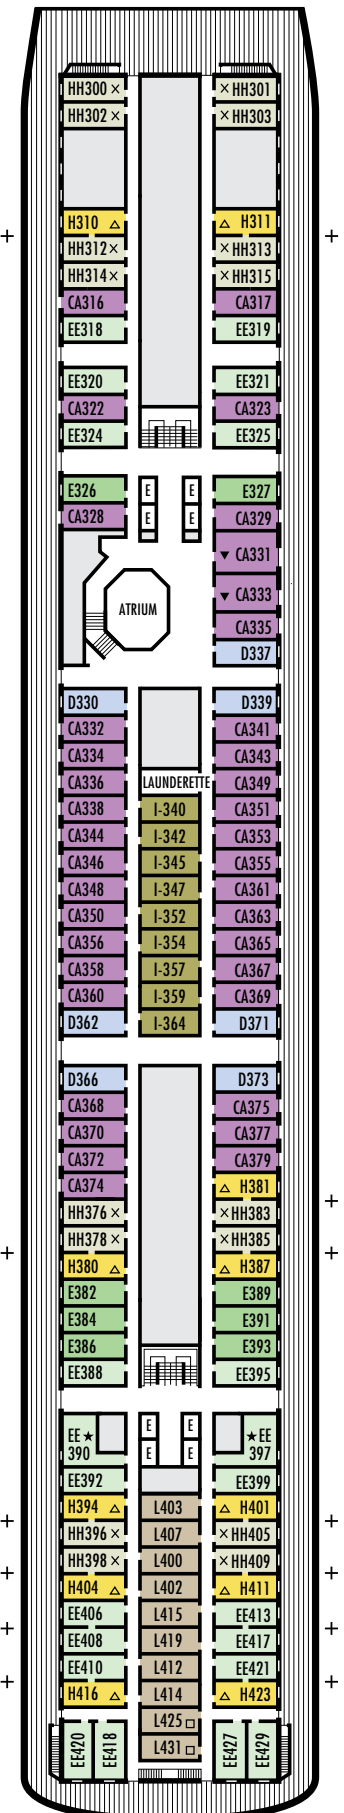 HH300 × × HH301
HH302 × × HH303
H310 △ △ H311
HH312 × × HH313
HH314 × × HH315
CA316 CA317
EE318 EE319
EE320 EE321
CA322 CA323
EE324 EE325
E326 E E E327
CA328 E E CA329
▼ CA331
▼ CA333
ATRIUM
CA335
D337
D330 D339
CA332 CA341
CA334 CA343
CA336 LAUNDERETTE CA349
CA338 I-340 CA351
CA344 I-342 CA353
CA346 I-345 CA355
CA348 I-347 CA361
CA350 I-352 CA363
CA356 I-354 CA365
CA358 I-357 CA367
CA360 I-359 CA369
D362 I-364 D371
D366 D373
CA368 CA375
CA370 CA377
CA372 CA379
CA374 △ H381
HH376 × × HH383
HH378 × × HH385
H380 △ △ H387
E382 E389
E384 E391
E386 E393
EE388 EE395
EE ★ E E ★ EE
390 E E 397
EE392 EE399
H394 △ L403 △ H401
HH396 × L407 × HH405
HH398 × L400 × HH409
H404 △ L402 △ H411
EE406 L415 EE413
EE408 L419 EE417
EE410 L412 EE421
H416 △ L414 △ H423
L425 □
L431 □
EE420 EE418 EE427 EE429